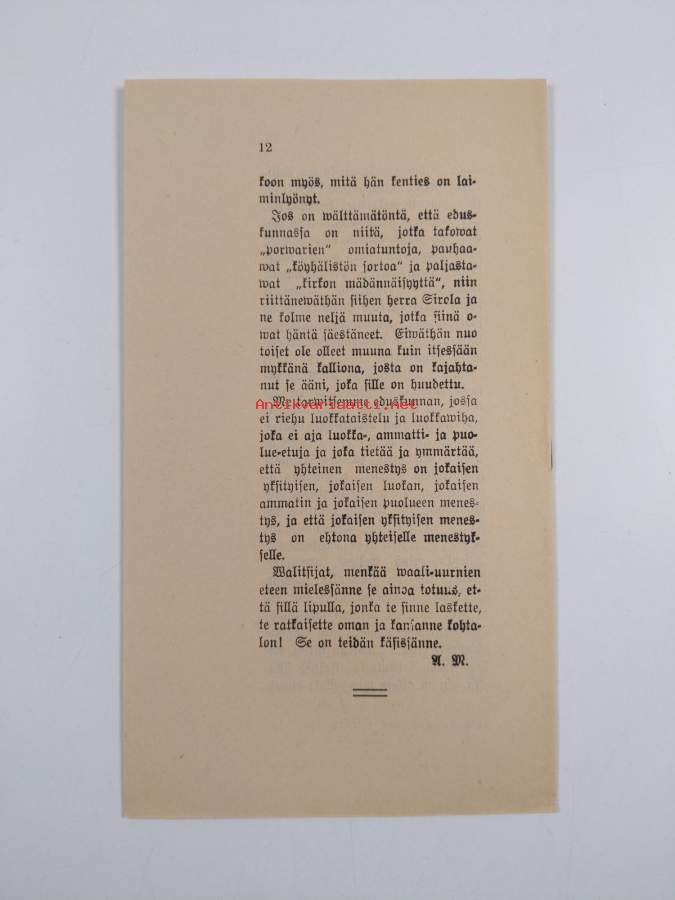 12
koon myös, mitä hän kenties on lai-
minlyönyt.
Jos on wälttämätöntä, että edus-
kunnassa on niitä, jotka takowat
„porwarien“ omiatuntoja, pauhaa-
wat „köyhälistön sortoa“ ja paljasta-
wat „kirkon mädännäisyyttä“, niin
riittänewäthän siihen herra Sirola ja
ne kolme neljä muuta, jotka siinä o-
wat häntä säestäneet. Eiwäthän nuo
toiset ole olleet muuna kuin itsessään
mykkänä kalliona, josta on kajahta-
nut se ääni, joka sille on huudettu.
Me tarwitsemme eduskunnan, jossa
Antikvariaatti.net
ei riehu luokkataistelu ja luokkawiha,
joka ei aja luokka-, ammatti- ja puo-
lue-etuja ja joka tietää ja ymmärtää,
että yhteinen menestys on jokaisen
yksityisen, jokaisen luokan, jokaisen
ammatin ja jokaisen puolueen menes-
tys, ja että jokaisen yksityisen menes-
tys on ehtona yhteiselle menestyk-
selle.
Walitsijat, menkää waali-uurnien
eteen mielessänne se ainoa totuus, et-
tä sillä lipulla, jonka te sinne laskette,
te ratkaisette oman ja kansanne kohta-
lon! Se on teidän käsissänne.
A. M.